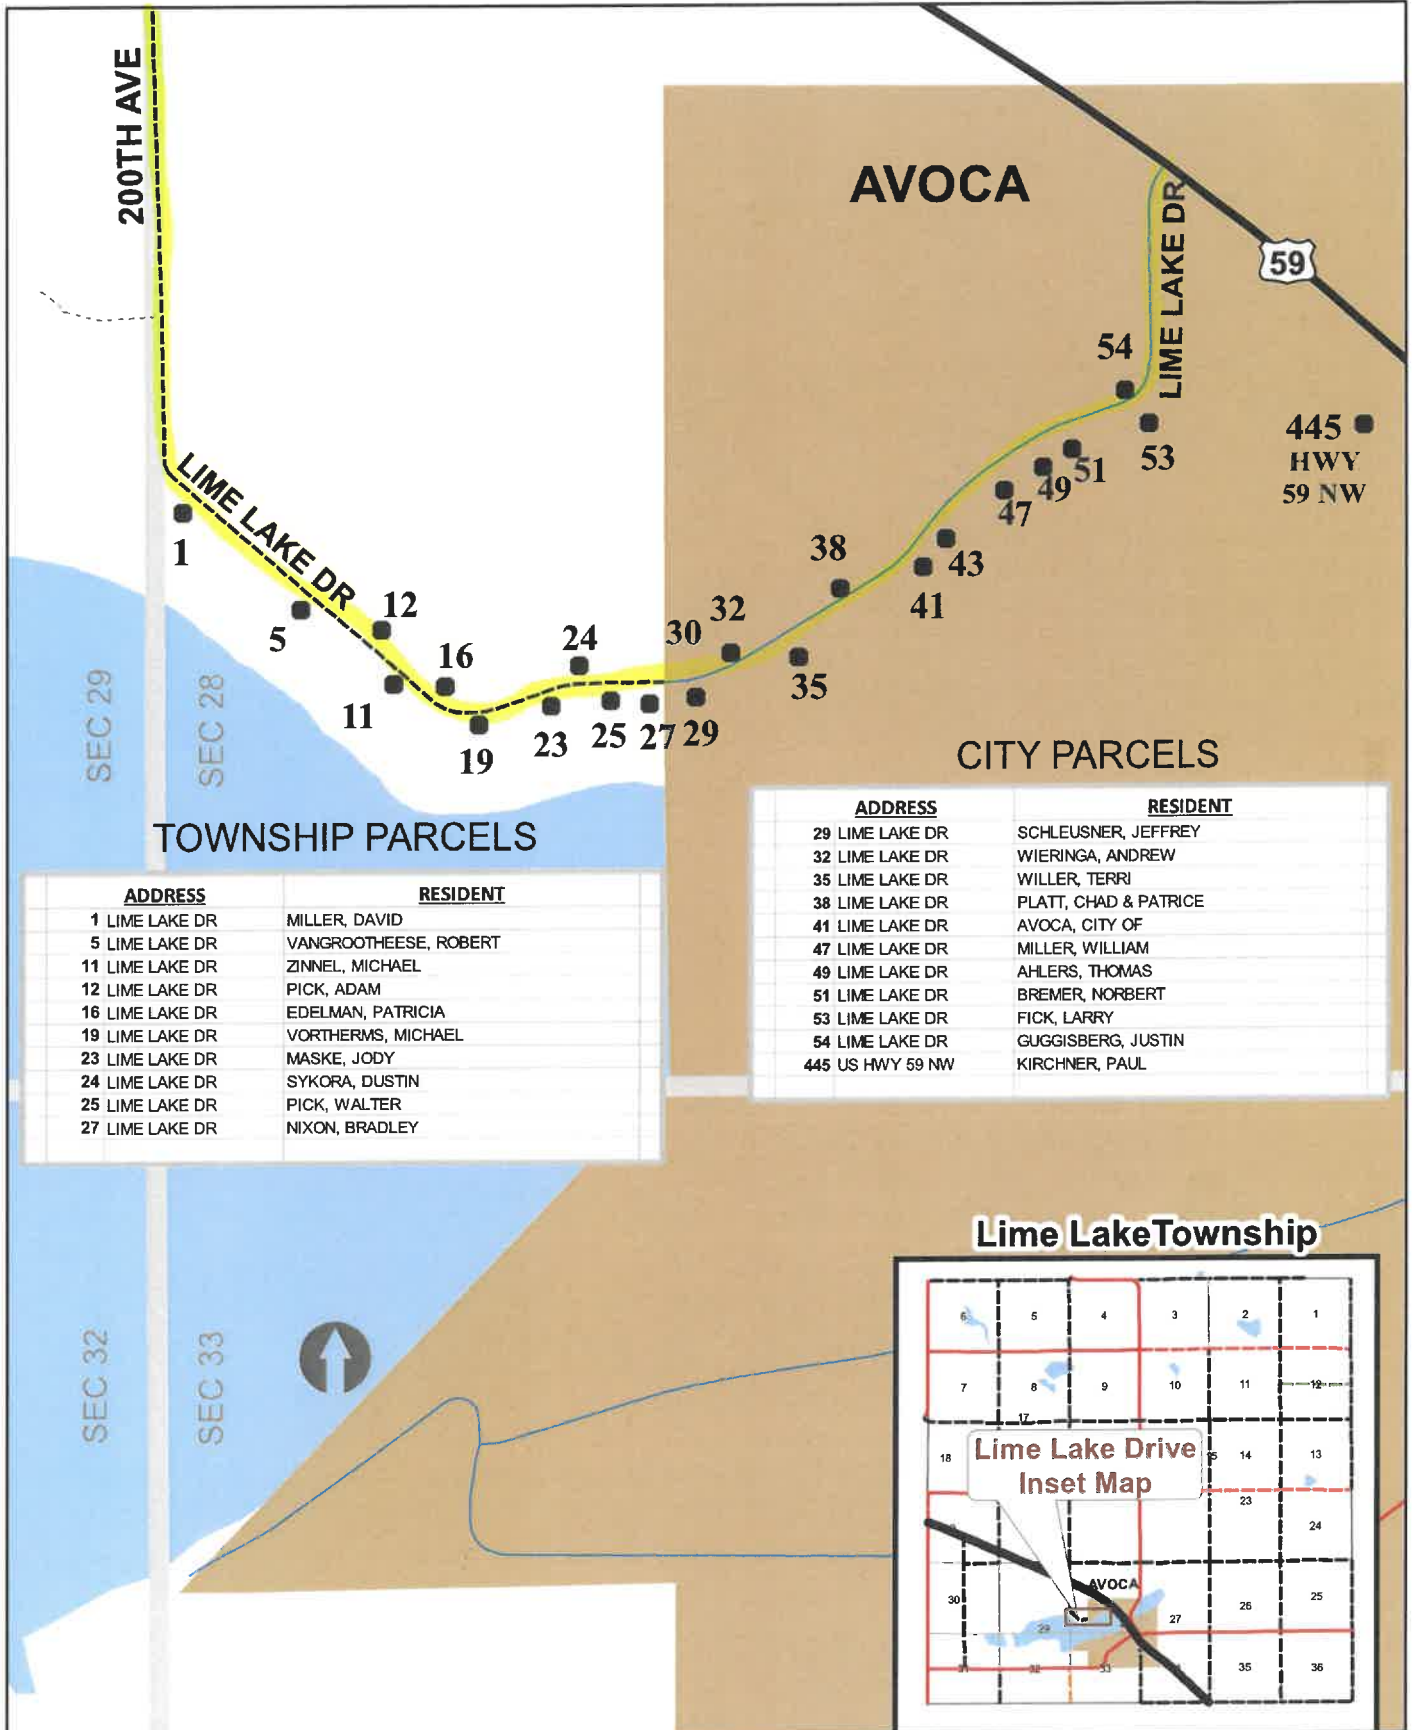 200TH AVE
AVOCA
LIME LAKE DR
59
54
53
51
49
47
445
HWY
59 NW
43
41
38
LIME LAKE DR
1
5
12
11
16
19
24
23
25
27
29
30
32
35
SEC 29
SEC 28
CITY PARCELS
ADDRESS RESIDENT
29 LIME LAKE DR SCHLEUSNER, JEFFREY
32 LIME LAKE DR WIERINGA, ANDREW
35 LIME LAKE DR WILLER, TERRI
38 LIME LAKE DR PLATT, CHAD & PATRICE
41 LIME LAKE DR AVOCA, CITY OF
47 LIME LAKE DR MILLER, WILLIAM
49 LIME LAKE DR AHLERS, THOMAS
51 LIME LAKE DR BREMER, NORBERT
53 LIME LAKE DR FICK, LARRY
54 LIME LAKE DR GUGGISBERG, JUSTIN
445 US HWY 59 NW KIRCHNER, PAUL
TOWNSHIP PARCELS
ADDRESS RESIDENT
1 LIME LAKE DR MILLER, DAVID
5 LIME LAKE DR VANGROOTHEESE, ROBERT
11 LIME LAKE DR ZINNEL, MICHAEL
12 LIME LAKE DR PICK, ADAM
16 LIME LAKE DR EDELMAN, PATRICIA
19 LIME LAKE DR VORTHERMS, MICHAEL
23 LIME LAKE DR MASKE, JODY
24 LIME LAKE DR SYKORA, DUSTIN
25 LIME LAKE DR PICK, WALTER
27 LIME LAKE DR NIXON, BRADLEY
SEC 32
SEC 33
Lime LakeTownship
6 5 4 3 2 1
7 8 9 10 11 12
17
18 15 14 13
Lime Lake Drive
Inset Map
23
24
AVOCA
30 29 27 26 25
31 32 33 35 36